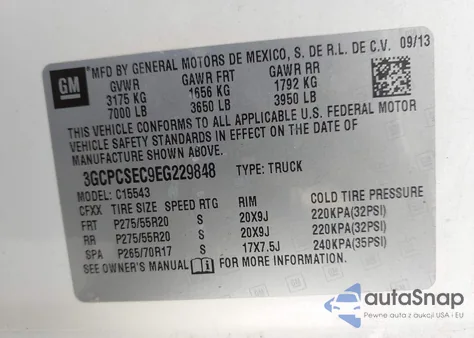 GM
MFD BY GENERAL MOTORS DE MEXICO, S. DE R.L. DE C.V. 09/13
GVWR GAWR FRT GAWR RR
3175 KG 1656 KG 1792 KG
7000 LB 3650 LB 3950 LB
THIS VEHICLE CONFORMS TO ALL APPLICABLE U.S. FEDERAL MOTOR
VEHICLE SAFETY STANDARDS IN EFFECT ON THE DATE OF
MANUFACTURE SHOWN ABOVE.
3GCPCSEC9EG229848 TYPE: TRUCK
MODEL: C15543
CFXX TIRE SIZE SPEED RTG RIM COLD TIRE PRESSURE
FRT P275/55R20 S 20X9J 220KPA(32PSI)
RR P275/55R20 S 20X9J 220KPA(32PSI)
SPA P265/70R17 S 17X7.5J 240KPA(35PSI)
SEE OWNER'S MANUAL FOR MORE INFORMATION.
autoSnap
Pewne auta z aukcji USA i EU